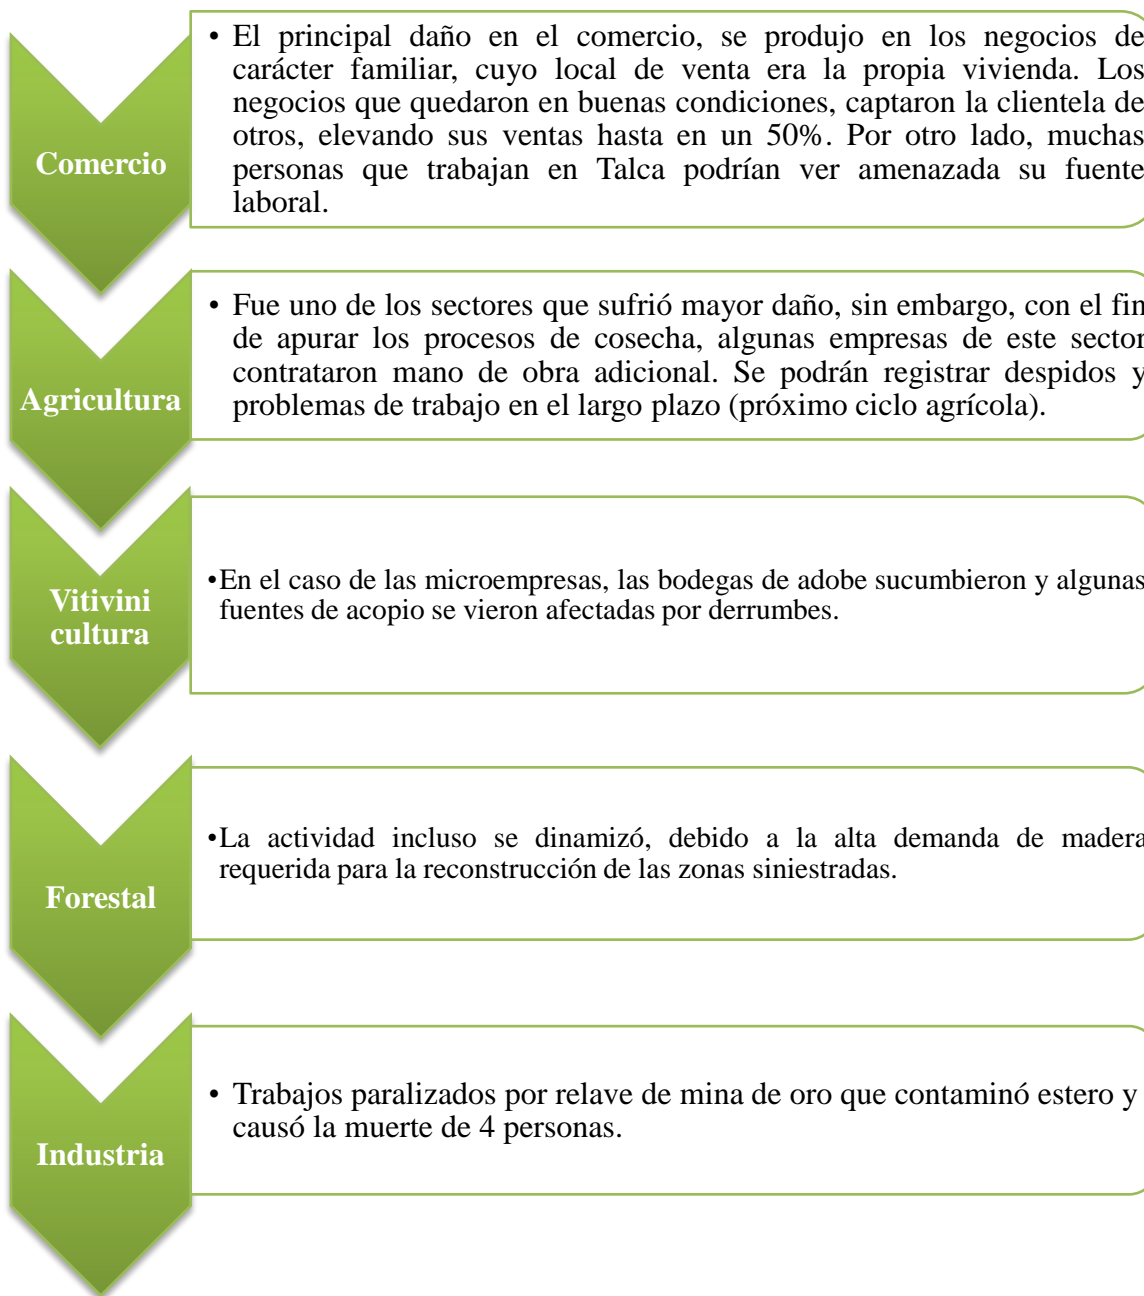 Comercio
• El principal daño en el comercio, se produjo en los negocios de
carácter familiar, cuyo local de venta era la propia vivienda. Los
negocios que quedaron en buenas condiciones, captaron la clientela de
otros, elevando sus ventas hasta en un 50%. Por otro lado, muchas
personas que trabajan en Talca podrían ver amenazada su fuente
laboral.
Agricultura
• Fue uno de los sectores que sufrió mayor daño, sin embargo, con el fin
de apurar los procesos de cosecha, algunas empresas de este sector
contrataron mano de obra adicional. Se podrán registrar despidos y
problemas de trabajo en el largo plazo (próximo ciclo agrícola).
Vitivini
cultura
•En el caso de las microempresas, las bodegas de adobe sucumbieron y algunas
fuentes de acopio se vieron afectadas por derrumbes.
Forestal
•La actividad incluso se dinamizó, debido a la alta demanda de madera
requerida para la reconstrucción de las zonas siniestradas.
Industria
• Trabajos paralizados por relave de mina de oro que contaminó estero y
causó la muerte de 4 personas.